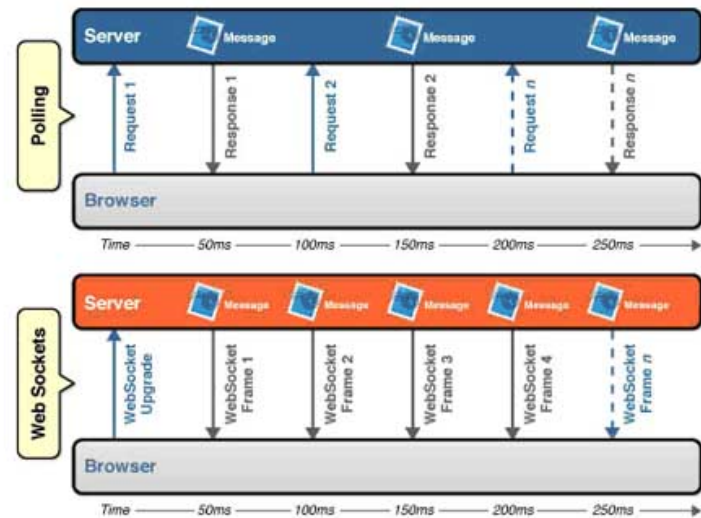 Server Message Message Message
Polling
Request 1
Response 1
Request 2
Response 2
Request n
Response n
Browser
Time 50ms 100ms 150ms 200ms 250ms
Server Message Message Message Message Message
Web Sockets
WebSocket
Upgrade
WebSocket
Frame 1
WebSocket
Frame 2
WebSocket
Frame 3
WebSocket
Frame 4
WebSocket
Frame n
Browser
Time 50ms 100ms 150ms 200ms 250ms